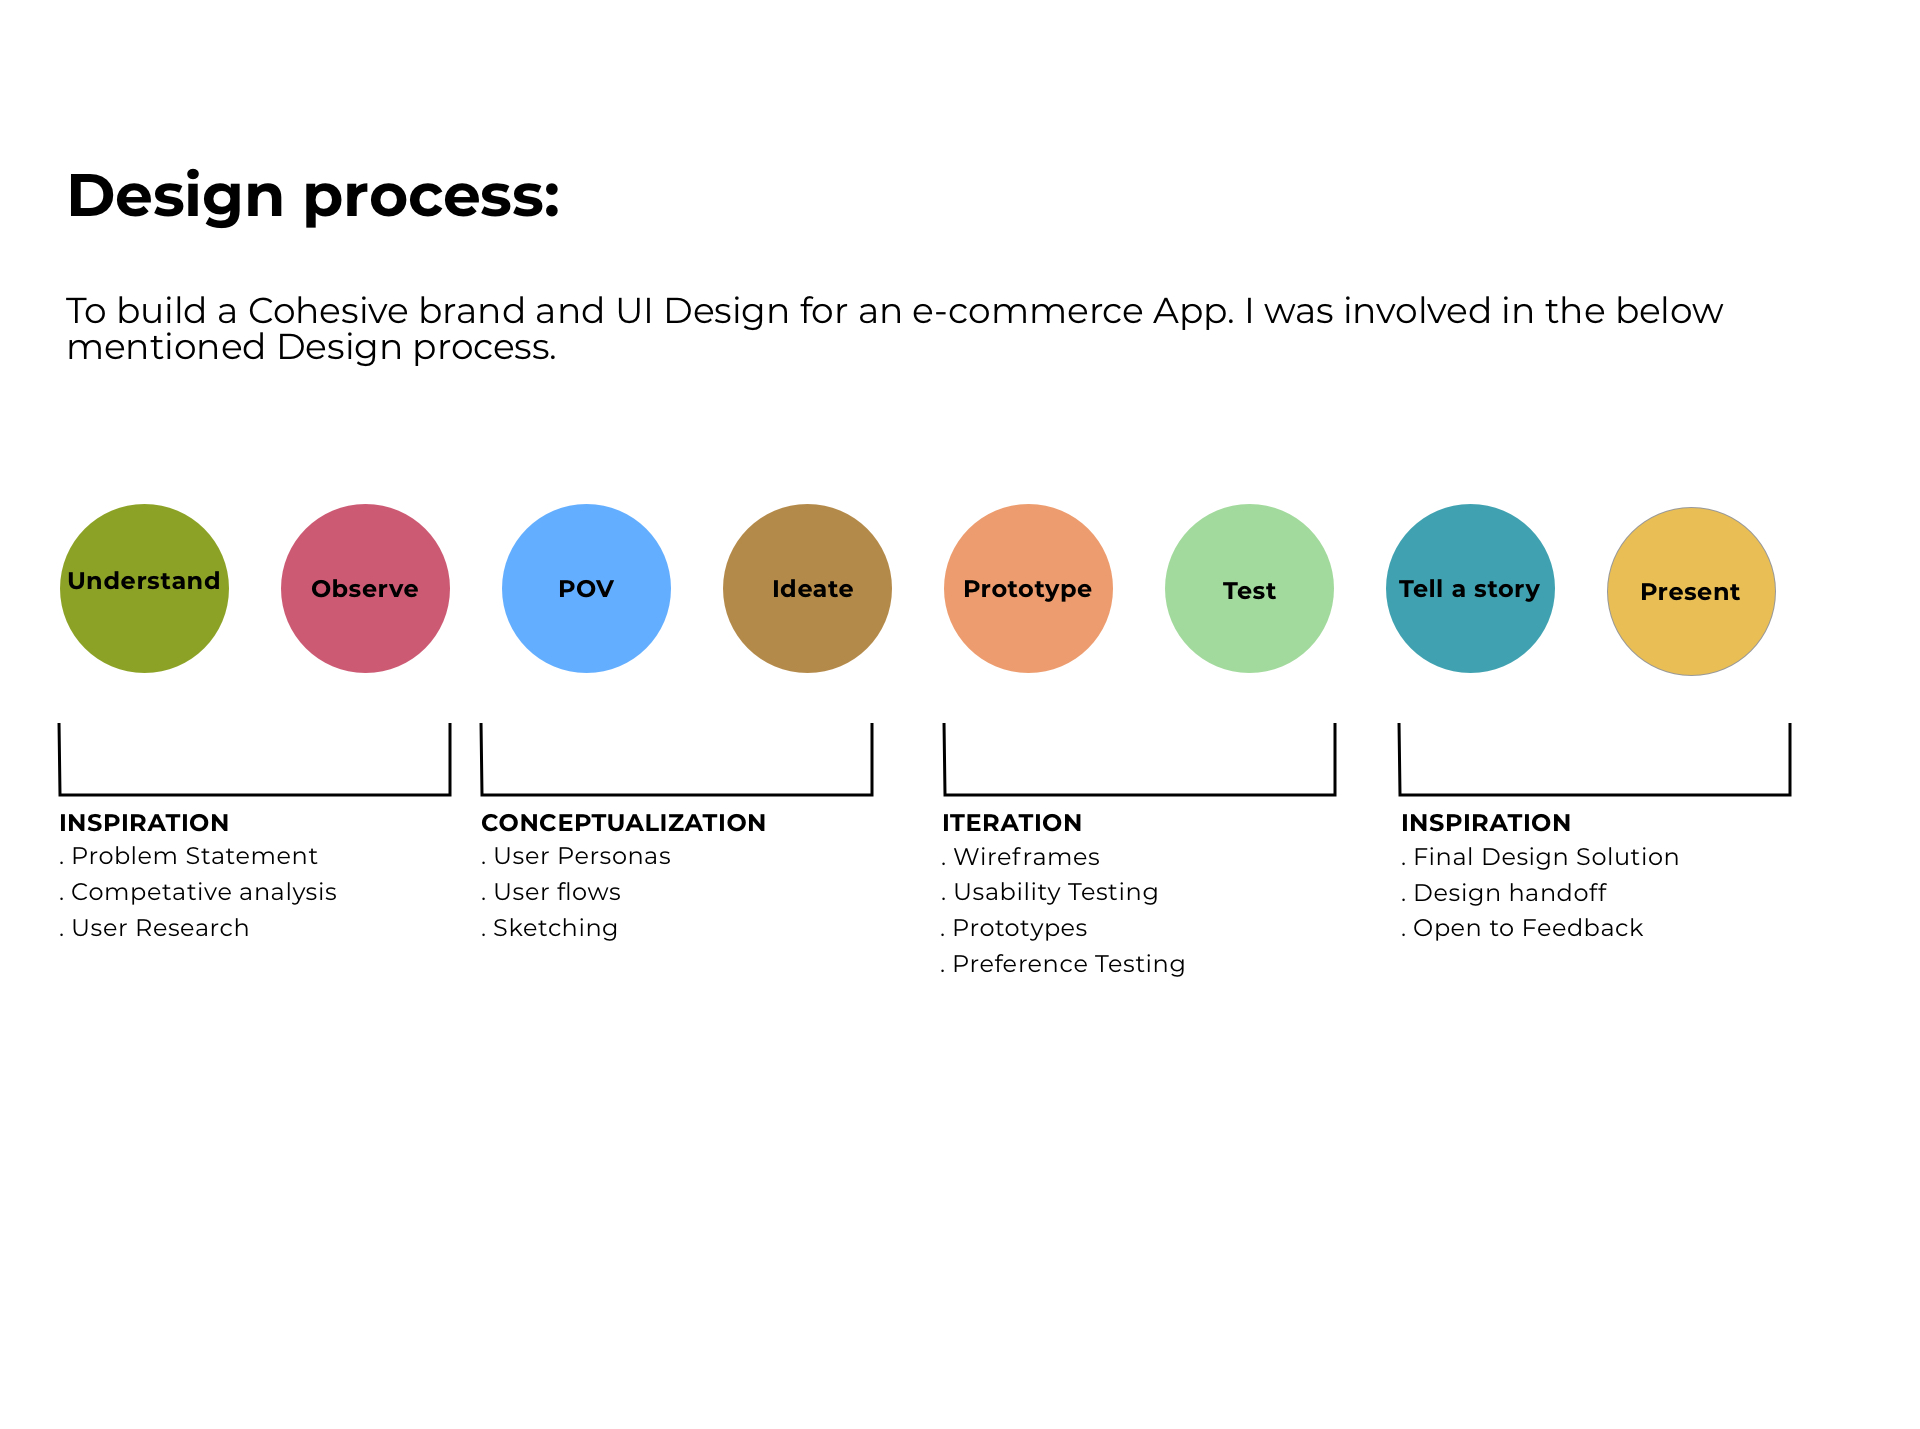 Design process:
To build a Cohesive brand and UI Design for an e-commerce App. I was involved in the below
mentioned Design process.
Understand
Observe
POV
Ideate
Prototype
Test
Tell a story
Present
INSPIRATION
. Problem Statement
. Competative analysis
. User Research
CONCEPTUALIZATION
. User Personas
. User flows
. Sketching
ITERATION
. Wireframes
. Usability Testing
. Prototypes
. Preference Testing
INSPIRATION
. Final Design Solution
. Design handoff
. Open to Feedback